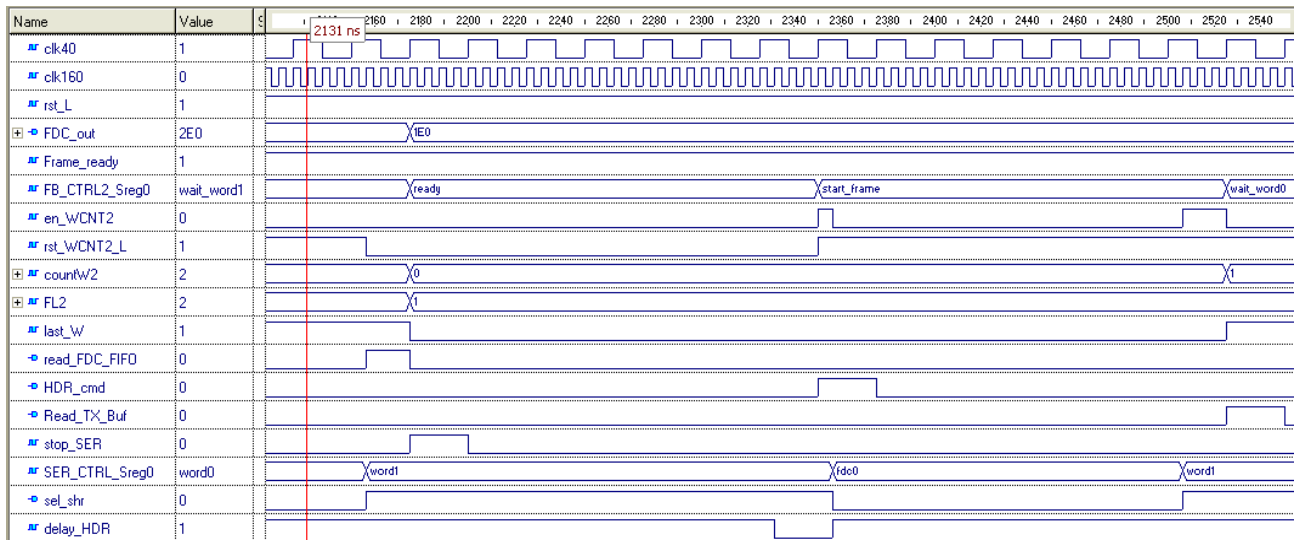 Name Value S 2160 2180 2200 2220 2240 2260 2280 2300 2320 2340 2360 2380 2400 2420 2440 2460 2480 2500 2520 2540
2131 ns
clk40 1
clk160 0
rst_L 1
FDC_out 2E0 1E0
Frame_ready 1
FB_CTRL2_Sreg0 wait_word1 ready start_frame wait_word0
en_WCNT2 0
rst_WCNT2_L 1
countW2 2 0 1
FL2 2 1
last_W 1
read_FDC_FIFO 0
HDR_cmd 0
Read_TX_Buf 0
stop_SER 0
SER_CTRL_Sreg0 word0 word1 fdc0 word1
sel_shr 0
delay_HDR 1